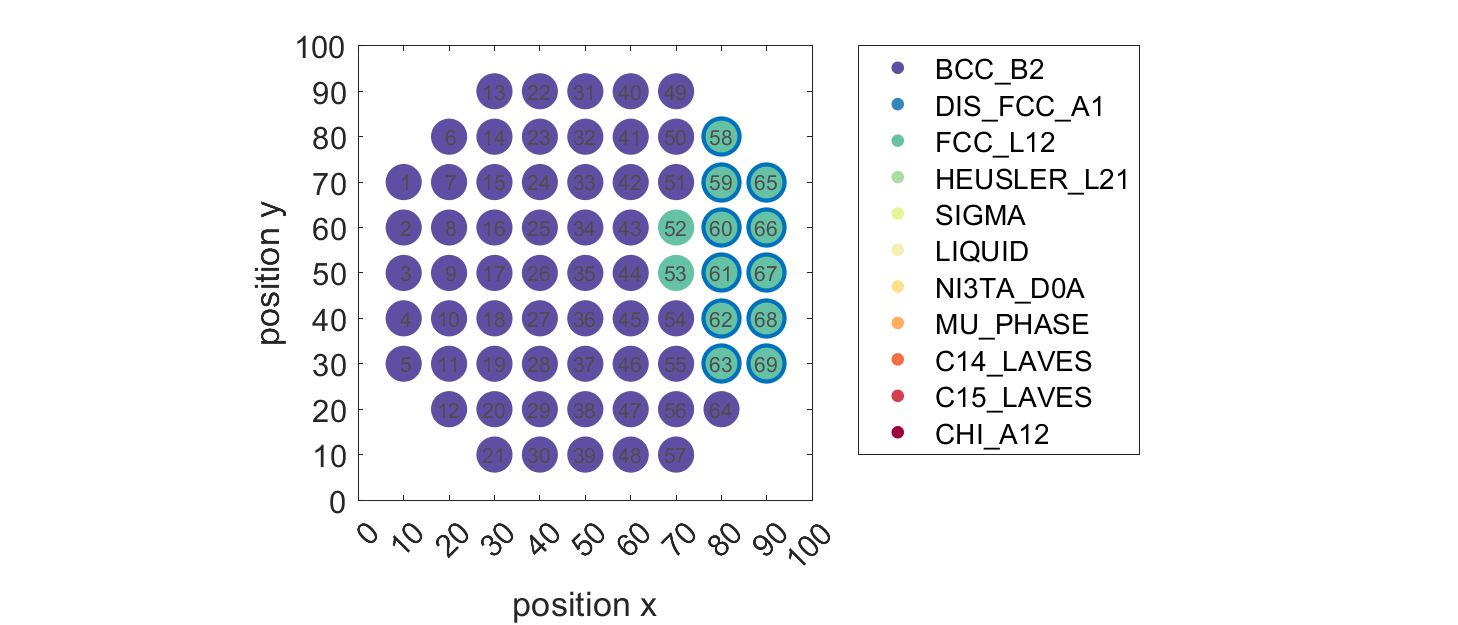 100
90
80
70
60
50
40
30
20
10
0
position y
13 22 31 40 49
6 14 23 32 41 50 58
1 7 15 24 33 42 51 59 65
2 8 16 25 34 43 52 60 66
3 9 17 26 35 44 53 61 67
4 10 18 27 36 45 54 62 68
5 11 19 28 37 46 55 63 69
12 20 29 38 47 56 64
21 30 39 48 57
0 10 20 30 40 50 60 70 80 90 100
position x
BCC_B2
DIS_FCC_A1
FCC_L12
HEUSLER_L21
SIGMA
LIQUID
NI3TA_D0A
MU_PHASE
C14_LAVES
C15_LAVES
CHI_A12